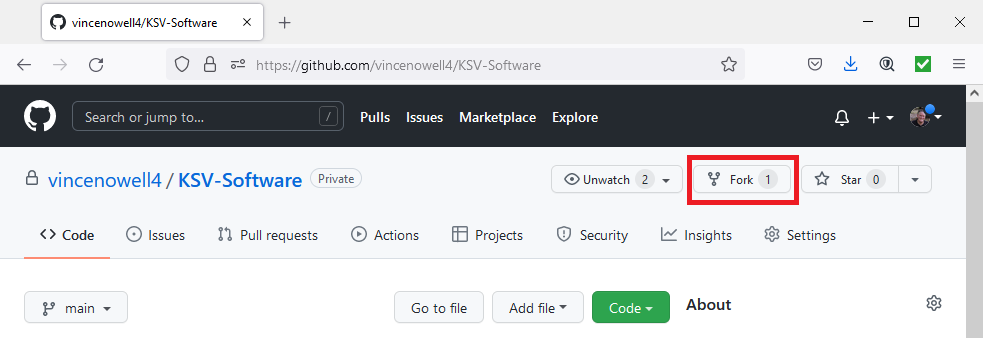 vincenowell4/KSV-Software
https://github.com/vincenowell4/KSV-Software
Search or jump to... / Pulls Issues Marketplace Explore
vincenowell4 / KSV-Software Private Unwatch 2 Fork 1 Star 0
Code Issues Pull requests Actions Projects Security Insights Settings
main Go to file Add file Code About